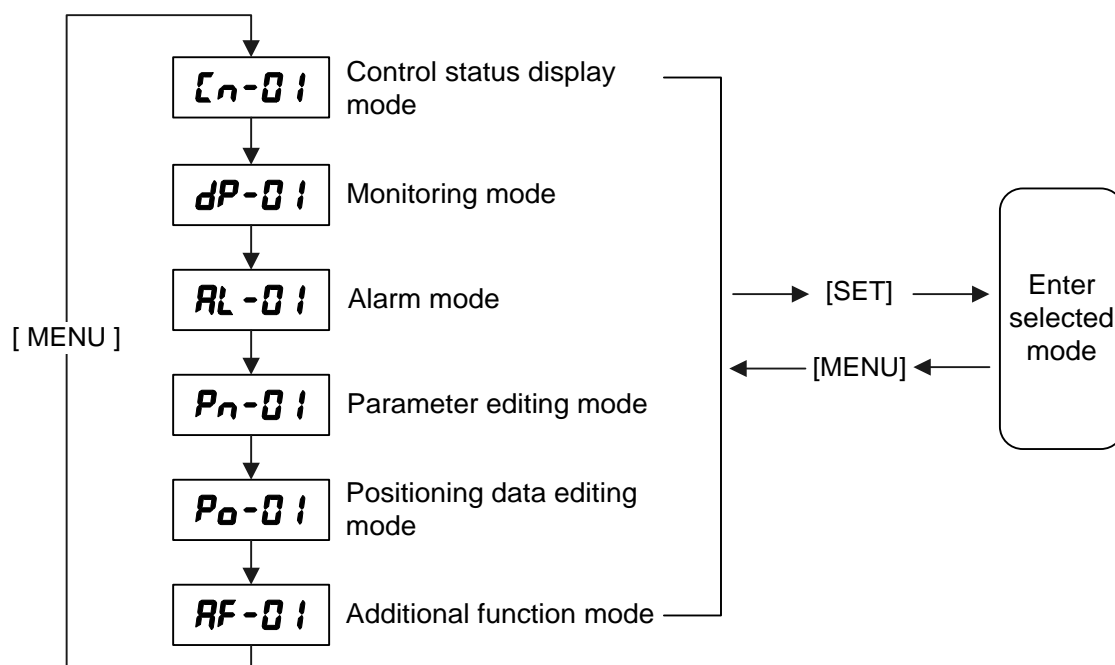 Cn-01
Control status display
mode
dP-01
Monitoring mode
AL-01
Alarm mode
[ MENU ]
Pn-01
Parameter editing mode
Po-01
Positioning data editing
mode
AF-01
Additional function mode
[SET]
[MENU]
Enter
selected
mode